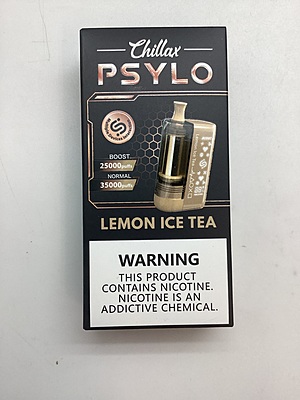 Chillax
PSYLO
BOOST
25000puffs
NORMAL
35000puffs
LEMON ICE TEA
WARNING
THIS PRODUCT
CONTAINS NICOTINE.
NICOTINE IS AN
ADDICTIVE CHEMICAL.